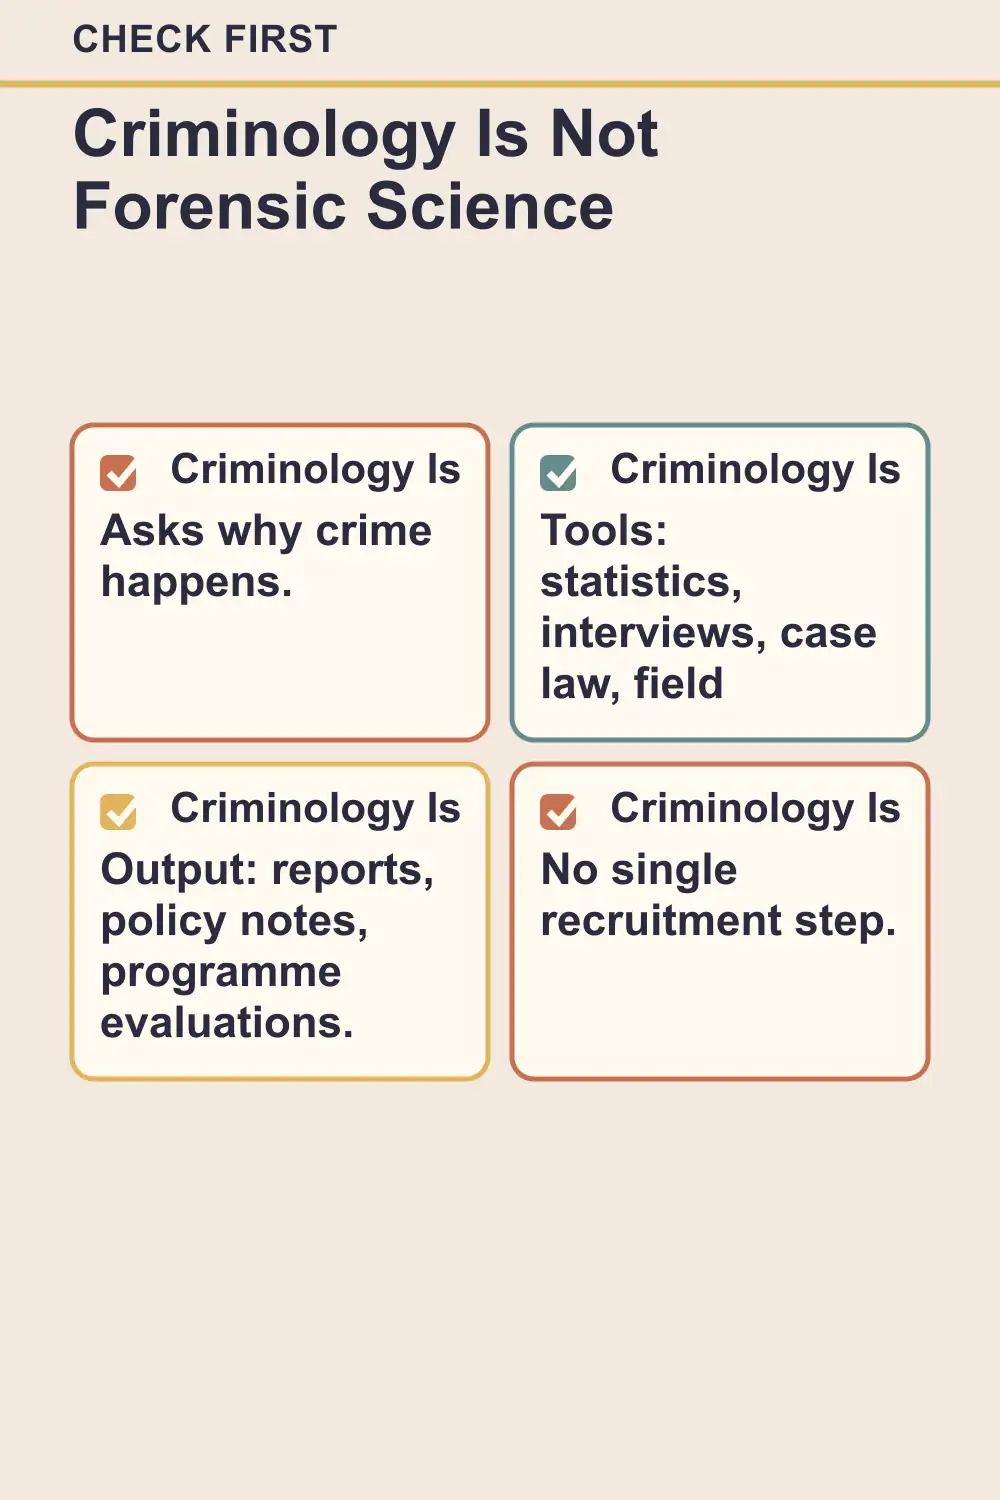 CHECK FIRST
Criminology Is Not
Forensic Science
Criminology Is
Asks why crime
happens.
Criminology Is
Tools:
statistics,
interviews, case
law, field
Criminology Is
Output: reports,
policy notes,
programme
evaluations.
Criminology Is
No single
recruitment step.